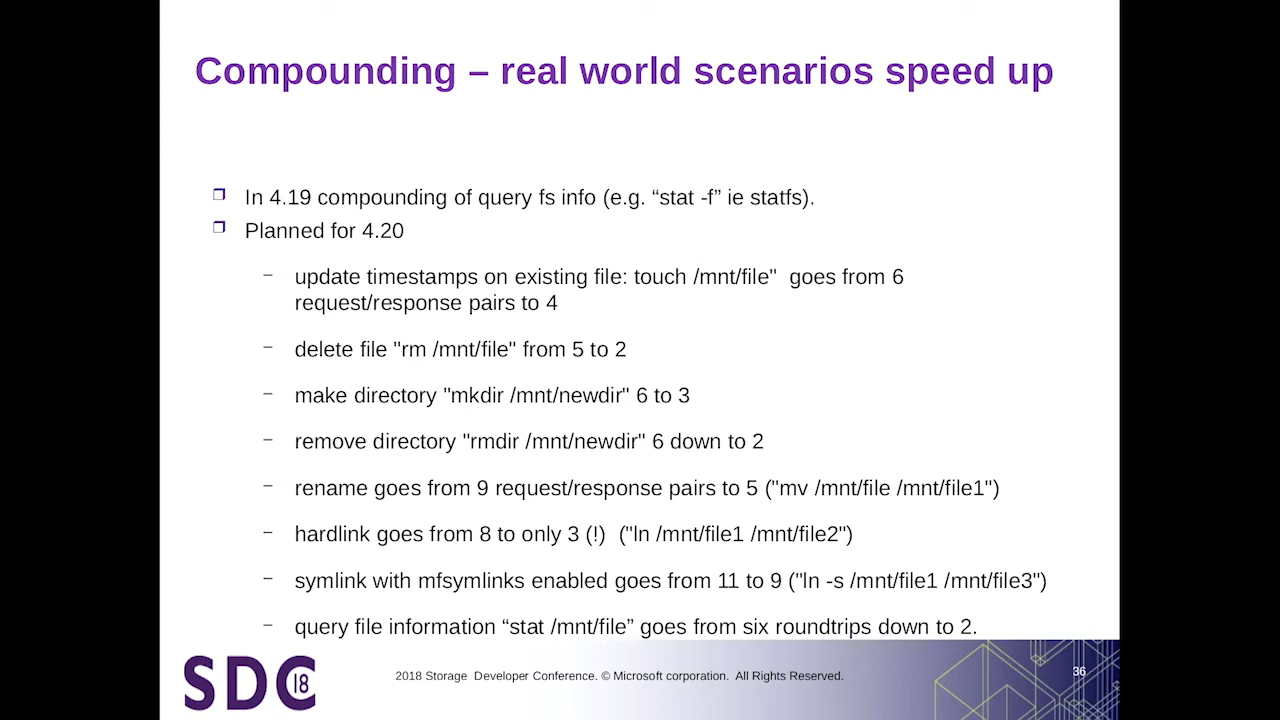 Compounding – real world scenarios speed up
In 4.19 compounding of query fs info (e.g. “stat -f” ie statfs).
Planned for 4.20
– update timestamps on existing file: touch /mnt/file"  goes from 6
request/response pairs to 4
– delete file "rm /mnt/file" from 5 to 2
– make directory "mkdir /mnt/newdir" 6 to 3
– remove directory "rmdir /mnt/newdir" 6 down to 2
– rename goes from 9 request/response pairs to 5 ("mv /mnt/file /mnt/file1")
– hardlink goes from 8 to only 3 (!)  ("ln /mnt/file1 /mnt/file2")
– symlink with mfsymlinks enabled goes from 11 to 9 ("ln -s /mnt/file1 /mnt/file3")
– query file information “stat /mnt/file” goes from six roundtrips down to 2.
SDC 18
2018 Storage  Developer Conference. © Microsoft corporation.  All Rights Reserved.
36